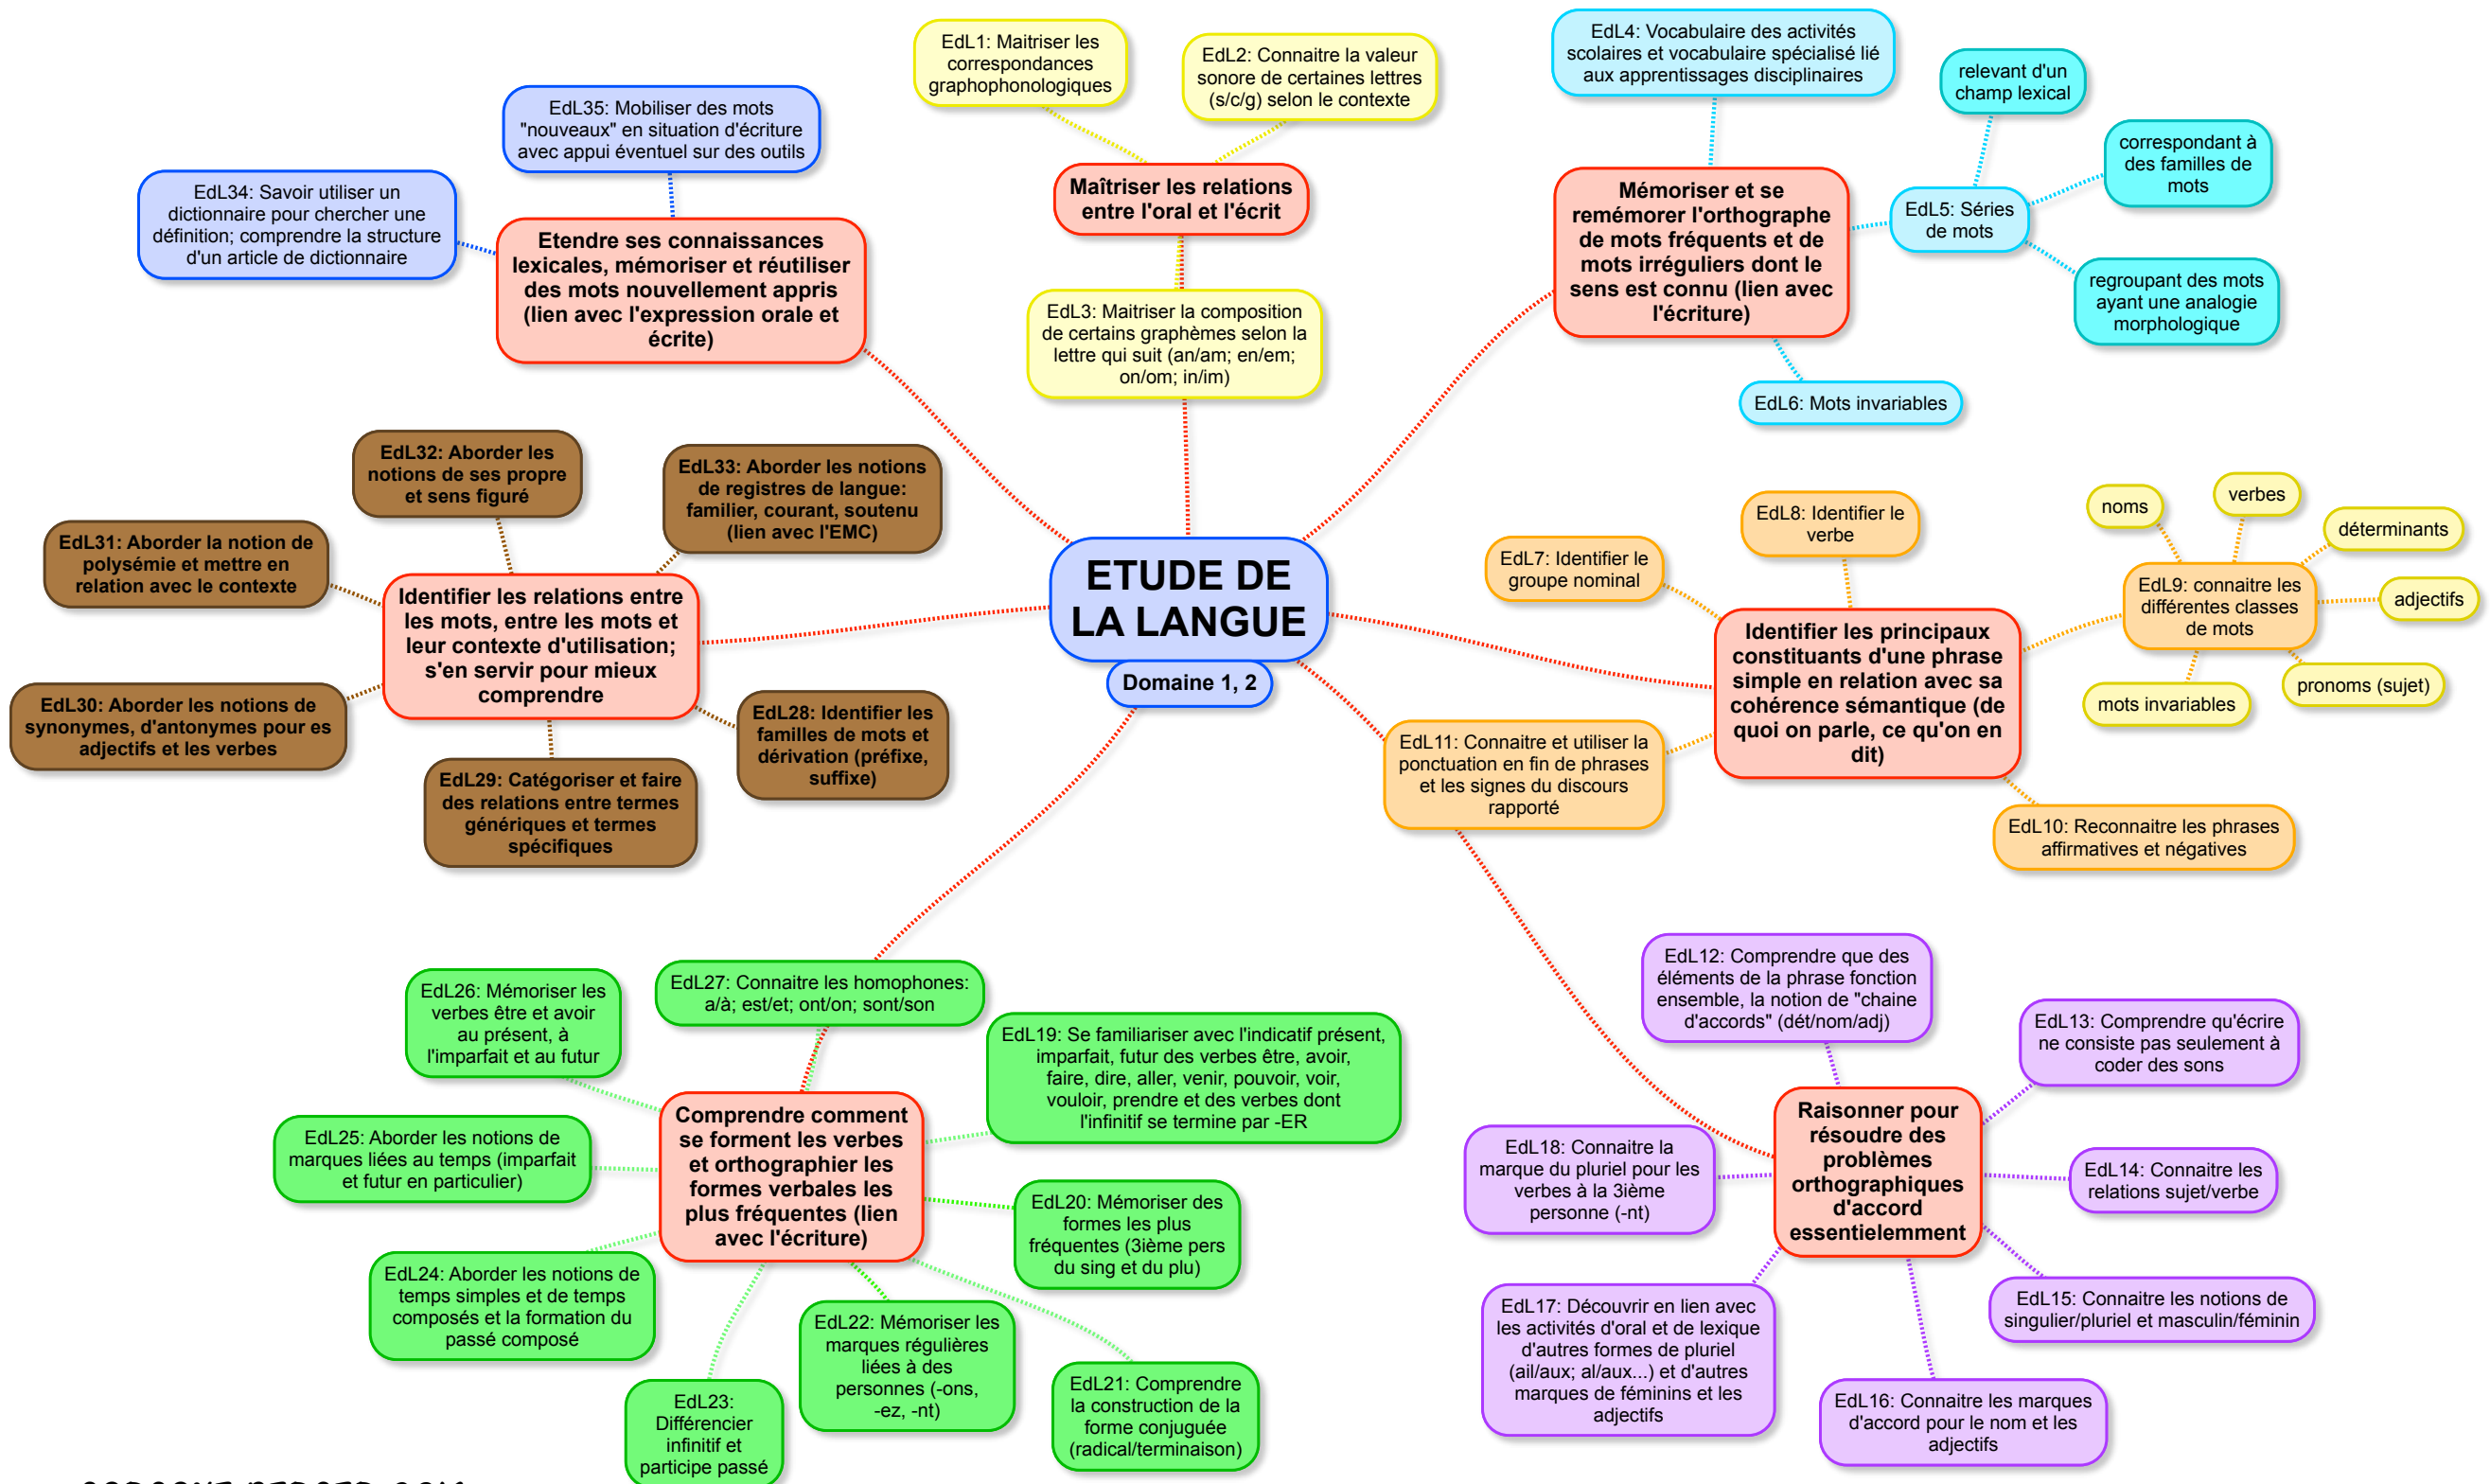 ETUDE DE
LA LANGUE
Domaine 1, 2
EdL1: Maitriser les
correspondances
graphophonologiques
EdL2: Connaitre la valeur
sonore de certaines lettres
(s/c/g) selon le contexte
Maîtriser les relations
entre l'oral et l'écrit
EdL3: Maitriser la composition
de certains graphèmes selon la
lettre qui suit (an/am; en/em;
on/om; in/im)
EdL4: Vocabulaire des activités
scolaires et vocabulaire spécialisé lié
aux apprentissages disciplinaires
Mémoriser et se
remémorer l'orthographe
de mots fréquents et de
mots irréguliers dont le
sens est connu (lien avec
l'écriture)
EdL5: Séries
de mots
relevant d'un
champ lexical
correspondant à
des familles de
mots
regroupant des mots
ayant une analogie
morphologique
EdL6: Mots invariables
EdL7: Identifier le
groupe nominal
EdL8: Identifier le
verbe
Identifier les principaux
constituants d'une phrase
simple en relation avec sa
cohérence sémantique (de
quoi on parle, ce qu'on en
dit)
EdL9: connaitre les
différentes classes
de mots
noms
verbes
déterminants
adjectifs
pronoms (sujet)
mots invariables
EdL10: Reconnaitre les phrases
affirmatives et négatives
EdL11: Connaitre et utiliser la
ponctuation en fin de phrases
et les signes du discours
rapporté
EdL12: Comprendre que des
éléments de la phrase fonction
ensemble, la notion de "chaine
d'accords" (dét/nom/adj)
EdL13: Comprendre qu'écrire
ne consiste pas seulement à
coder des sons
Raisonner pour
résoudre des
problèmes
orthographiques
d'accord
essentielemment
EdL14: Connaitre les
relations sujet/verbe
EdL15: Connaitre les notions de
singulier/pluriel et masculin/féminin
EdL16: Connaitre les marques
d'accord pour le nom et les
adjectifs
EdL17: Découvrir en lien avec
les activités d'oral et de lexique
d'autres formes de pluriel
(ail/aux; al/aux...) et d'autres
marques de féminins et les
adjectifs
EdL18: Connaitre la
marque du pluriel pour les
verbes à la 3ième
personne (-nt)
EdL19: Se familiariser avec l'indicatif présent,
imparfait, futur des verbes être, avoir,
faire, dire, aller, venir, pouvoir, voir,
vouloir, prendre et des verbes dont
l'infinitif se termine par -ER
Comprendre comment
se forment les verbes
et orthographier les
formes verbales les
plus fréquentes (lien
avec l'écriture)
EdL20: Mémoriser des
formes les plus
fréquentes (3ième pers
du sing et du plu)
EdL21: Comprendre
la construction de la
forme conjuguée
(radical/terminaison)
EdL22: Mémoriser les
marques régulières
liées à des
personnes (-ons,
-ez, -nt)
EdL23:
Différencier
infinitif et
participe passé
EdL24: Aborder les notions de
temps simples et de temps
composés et la formation du
passé composé
EdL25: Aborder les notions de
marques liées au temps (imparfait
et futur en particulier)
EdL26: Mémoriser les
verbes être et avoir
au présent, à
l'imparfait et au futur
EdL27: Connaitre les homophones:
a/à; est/et; ont/on; sont/son
EdL28: Identifier les
familles de mots et
dérivation (préfixe,
suffixe)
EdL29: Catégoriser et faire
des relations entre termes
génériques et termes
spécifiques
EdL30: Aborder les notions de
synonymes, d'antonymes pour es
adjectifs et les verbes
Identifier les relations entre
les mots, entre les mots et
leur contexte d'utilisation;
s'en servir pour mieux
comprendre
EdL31: Aborder la notion de
polysémie et mettre en
relation avec le contexte
EdL32: Aborder les
notions de ses propre
et sens figuré
EdL33: Aborder les notions
de registres de langue:
familier, courant, soutenu
(lien avec l'EMC)
EdL34: Savoir utiliser un
dictionnaire pour chercher une
définition; comprendre la structure
d'un article de dictionnaire
EdL35: Mobiliser des mots
"nouveaux" en situation d'écriture
avec appui éventuel sur des outils
Etendre ses connaissances
lexicales, mémoriser et réutiliser
des mots nouvellement appris
(lien avec l'expression orale et
écrite)